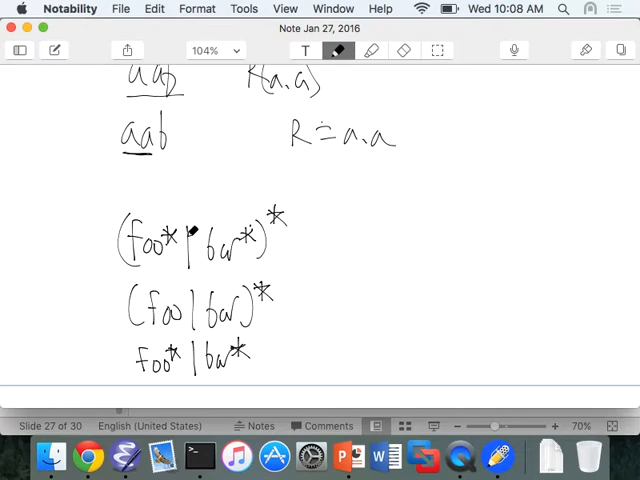 Notability File Edit Format Tools View Window Help Wed 10:08 AM
Note Jan 27, 2016
104% T
aab R(a.a)
aab R ≐ a.a
(foo* | bar*)*
(foo | bar)*
foo* | bar*
Slide 27 of 30 English (United States) Notes Comments 70%